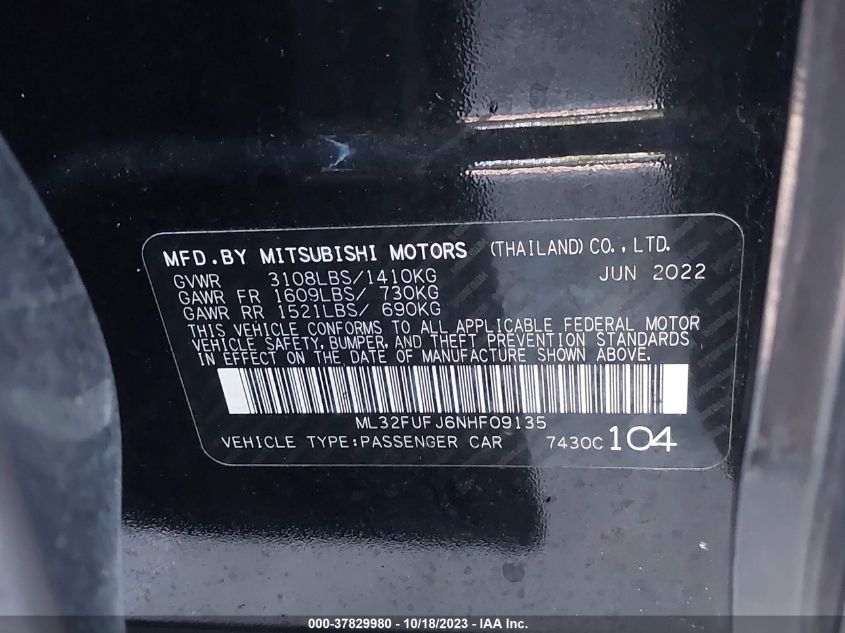 MFD.BY MITSUBISHI MOTORS (THAILAND) CO., LTD.
GVWR 3108LBS/1410KG JUN 2022
GAWR FR 1609LBS/ 730KG
GAWR RR 1521LBS/ 690KG
THIS VEHICLE CONFORMS TO ALL APPLICABLE FEDERAL MOTOR
VEHICLE SAFETY, BUMPER, AND THEFT PREVENTION STANDARDS
IN EFFECT ON THE DATE OF MANUFACTURE SHOWN ABOVE.
ML32FUFJ6NHF09135
VEHICLE TYPE:PASSENGER CAR 7430C 104
000-37829980 - 10/18/2023 - IAA Inc.